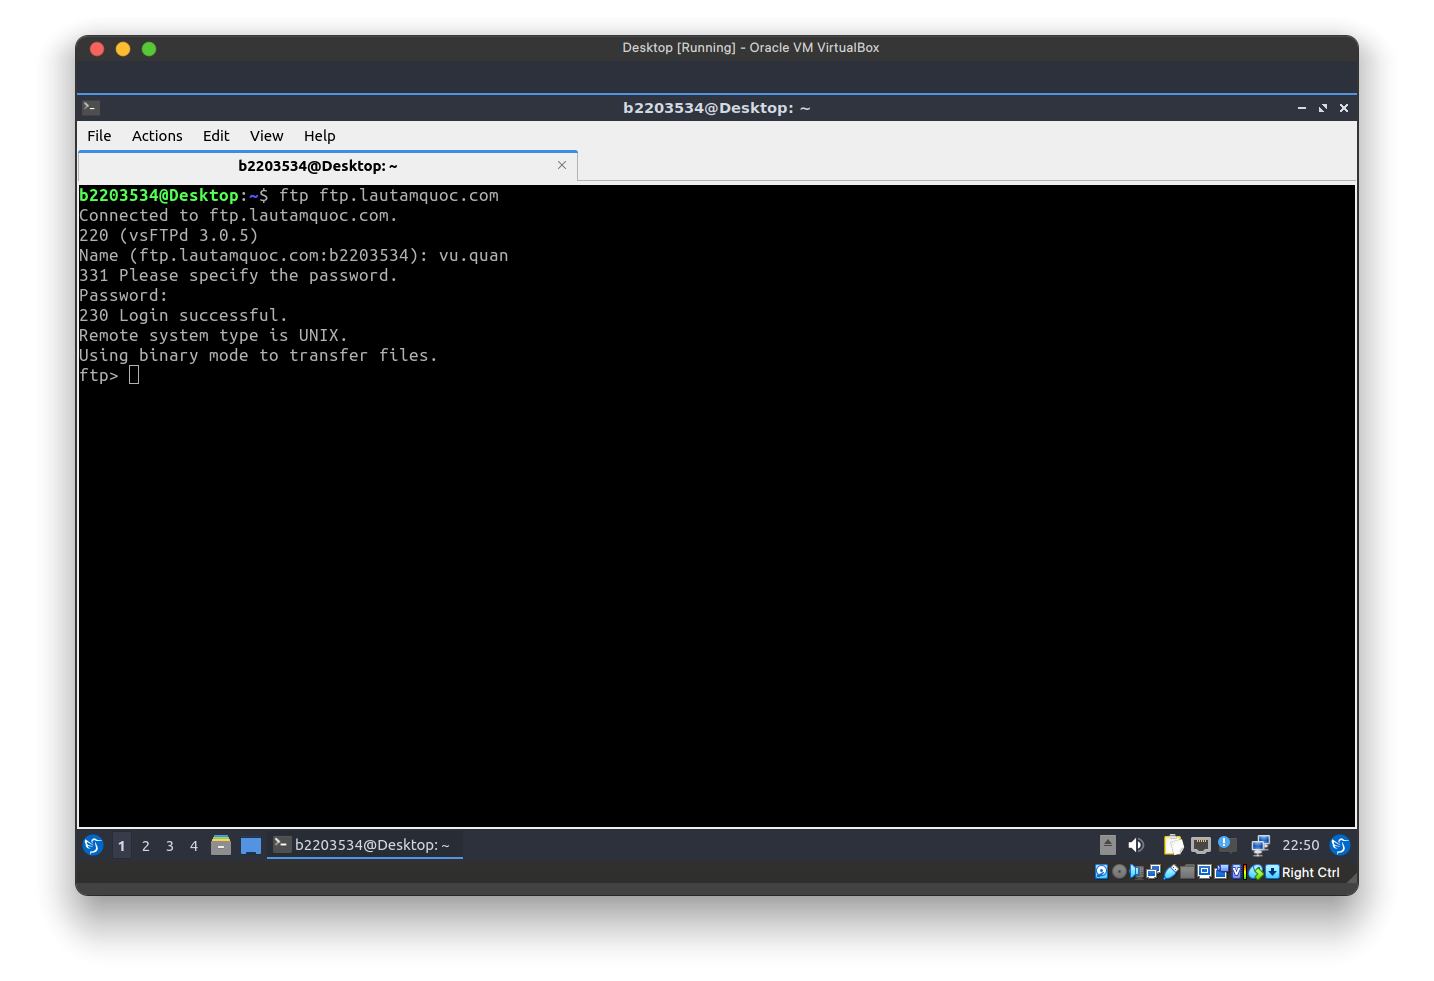 Desktop [Running] - Oracle VM VirtualBox
b2203534@Desktop: ~
File Actions Edit View Help
b2203534@Desktop: ~
b2203534@Desktop:~$ ftp ftp.lautamquoc.com
Connected to ftp.lautamquoc.com.
220 (vsFTPd 3.0.5)
Name (ftp.lautamquoc.com:b2203534): vu.quan
331 Please specify the password.
Password:
230 Login successful.
Remote system type is UNIX.
Using binary mode to transfer files.
ftp>
1 2 3 4 b2203534@Desktop: ~ 22:50
Right Ctrl